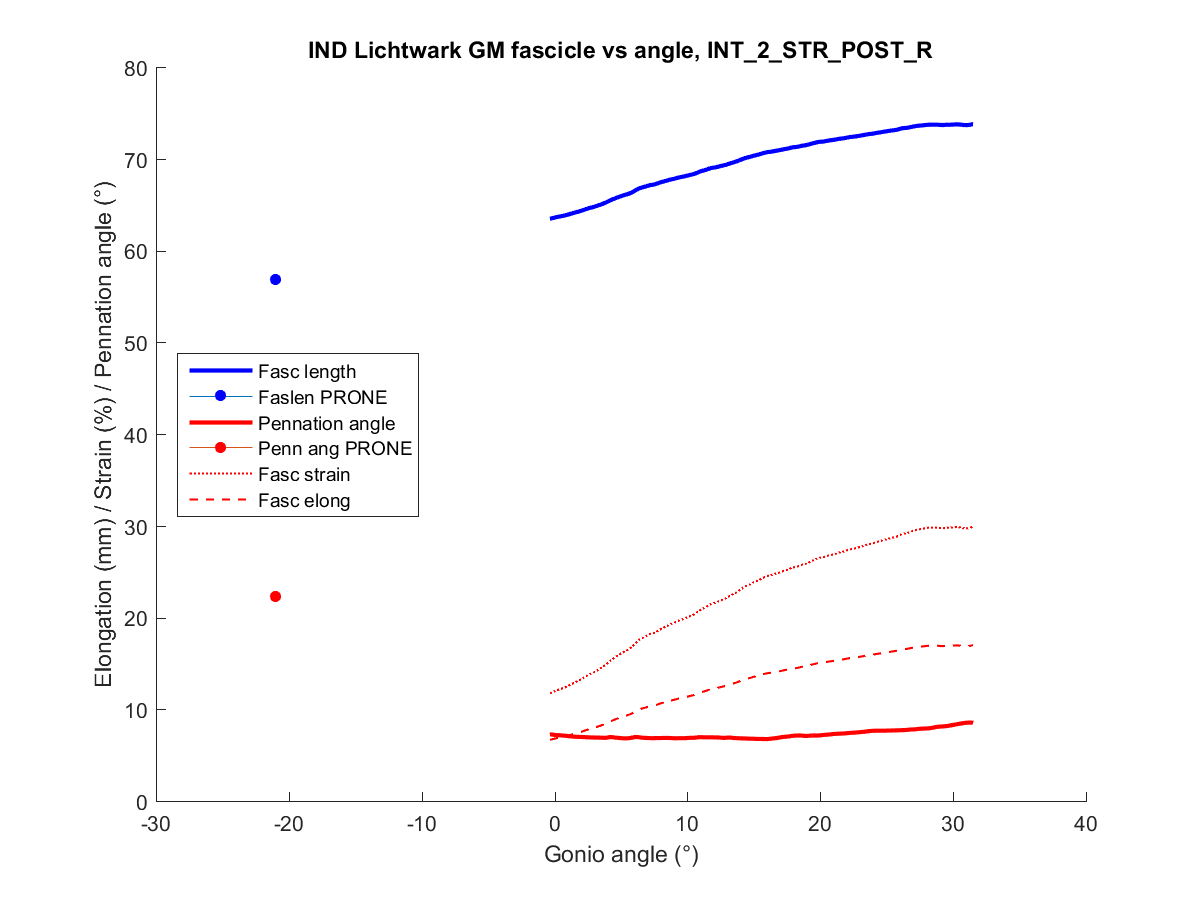 IND Lichtwark GM fascicle vs angle, INT_2_STR_POST_R
80
70
60
50
40
30
20
10
0
Elongation (mm) / Strain (%) / Pennation angle (°)
Fasc length
Faslen PRONE
Pennation angle
Penn ang PRONE
Fasc strain
Fasc elong
-30 -20 -10 0 10 20 30 40
Gonio angle (°)